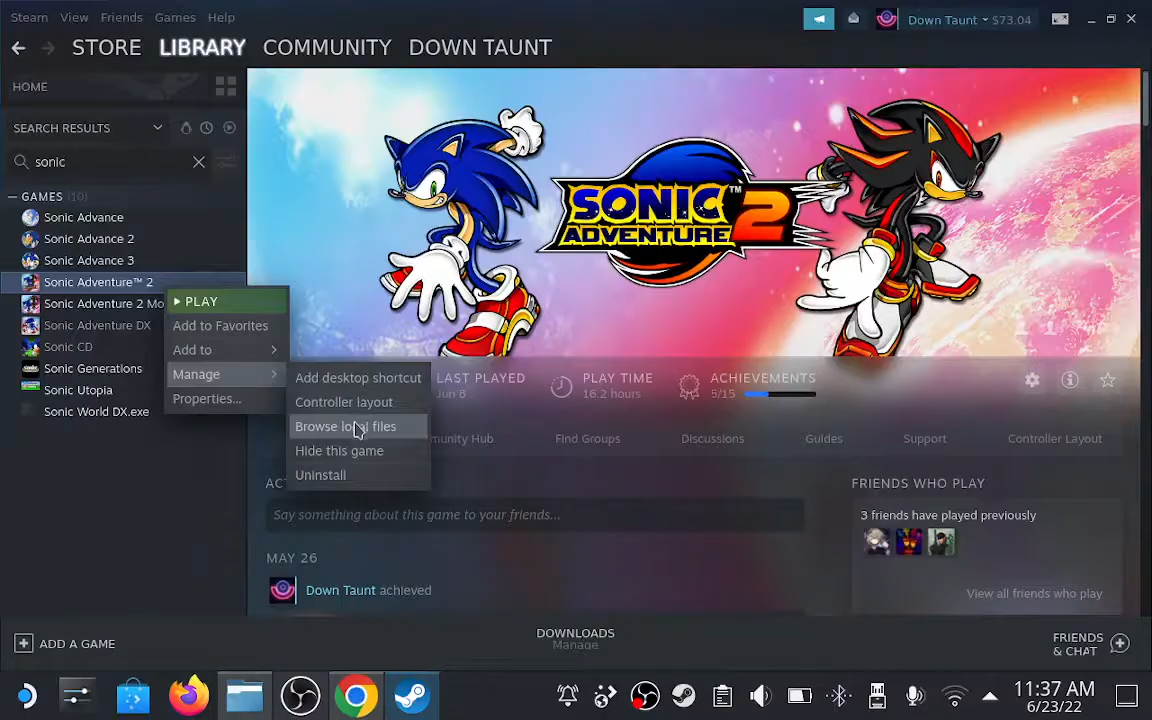 Steam View Friends Games Help
Down Taunt $73.04
STORE LIBRARY COMMUNITY DOWN TAUNT
HOME
SEARCH RESULTS
sonic
GAMES (10)
Sonic Advance
Sonic Advance 2
Sonic Advance 3
Sonic Adventure™ 2
Sonic Adventure 2 Mo
Sonic Adventure DX
Sonic CD
Sonic Generations
Sonic Utopia
Sonic World DX.exe
PLAY
Add to Favorites
Add to
Manage
Properties...
Add desktop shortcut
Controller layout
Browse local files
Hide this game
Uninstall
SONIC™
ADVENTURE 2
LAST PLAYED
Jun 8
PLAY TIME
16.2 hours
ACHIEVEMENTS
5/15
munity Hub Find Groups Discussions Guides Support Controller Layout
AC
Say something about this game to your friends...
MAY 26
Down Taunt achieved
FRIENDS WHO PLAY
3 friends have played previously
View all friends who play
ADD A GAME
DOWNLOADS
Manage
FRIENDS
& CHAT
11:37 AM
6/23/22